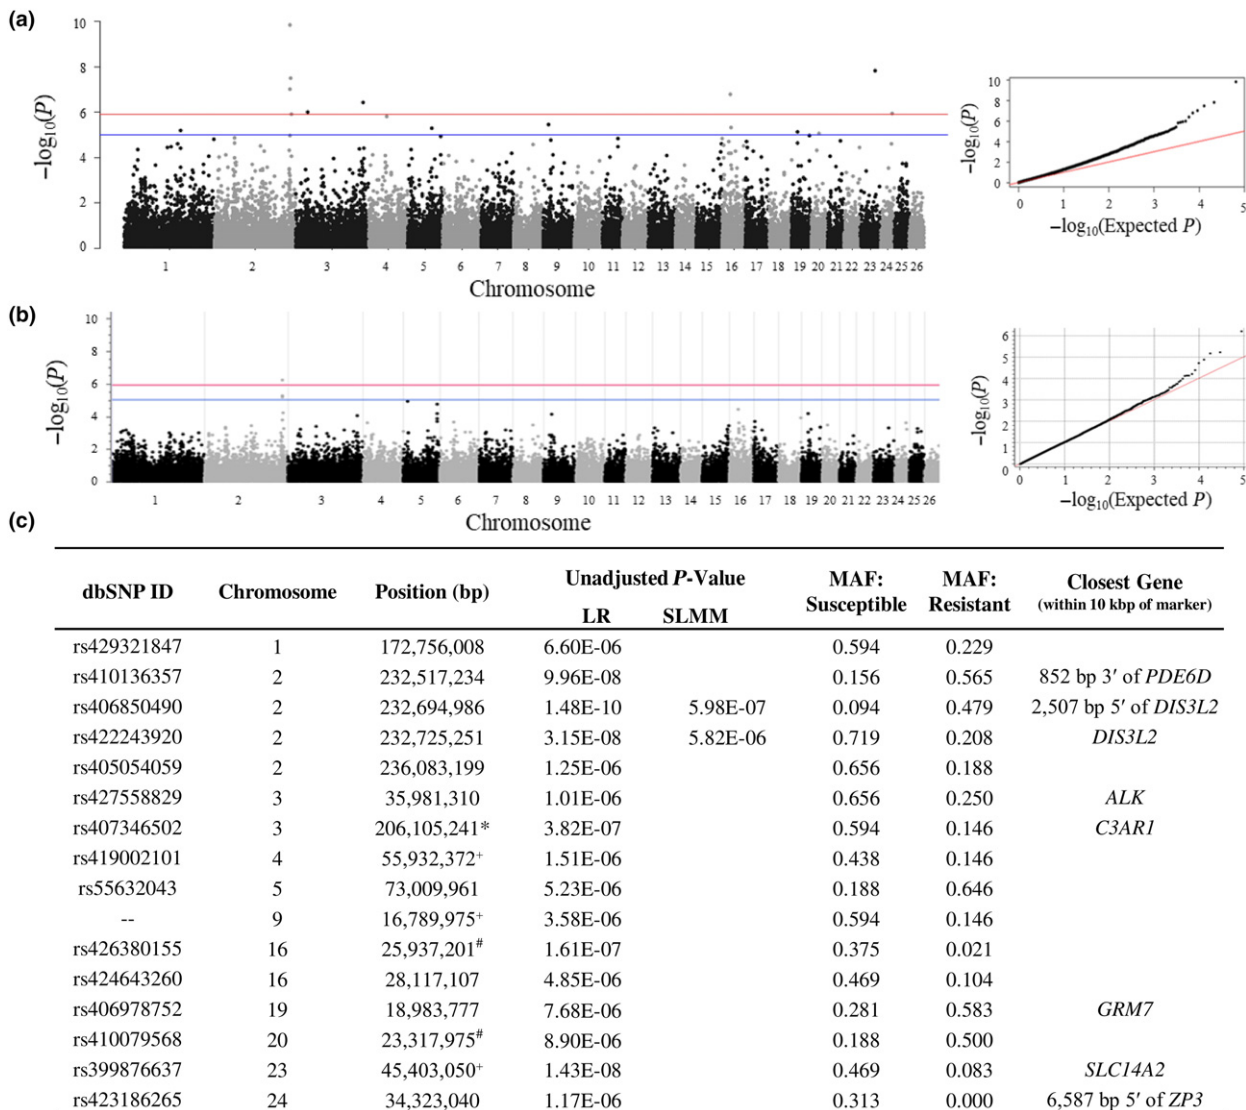 (a)
10
8
6
4
2
0
−log10(P)
1 2 3 4 5 6 7 8 9 10 11 12 13 14 15 16 17 18 19 20 21 22 23 24 25 26
Chromosome
10
8
6
4
2
0
−log10(P)
0 1 2 3 4 5
−log10(Expected P)
(b)
10
8
6
4
2
0
−log10(P)
1 2 3 4 5 6 7 8 9 10 11 12 13 14 15 16 17 18 19 20 21 22 23 24 25 26
Chromosome
6
5
4
3
2
1
0
−log10(P)
0 1 2 3 4 5
−log10(Expected P)
(c)
dbSNP ID Chromosome Position (bp) Unadjusted P-Value MAF: Susceptible MAF: Resistant Closest Gene (within 10 kbp of marker)
LR SLMM
rs429321847 1 172,756,008 6.60E-06 0.594 0.229
rs410136357 2 232,517,234 9.96E-08 0.156 0.565 852 bp 3′ of PDE6D
rs406850490 2 232,694,986 1.48E-10 5.98E-07 0.094 0.479 2,507 bp 5′ of DIS3L2
rs422243920 2 232,725,251 3.15E-08 5.82E-06 0.719 0.208 DIS3L2
rs405054059 2 236,083,199 1.25E-06 0.656 0.188
rs427558829 3 35,981,310 1.01E-06 0.656 0.250 ALK
rs407346502 3 206,105,241* 3.82E-07 0.594 0.146 C3AR1
rs419002101 4 55,932,372+ 1.51E-06 0.438 0.146
rs55632043 5 73,009,961 5.23E-06 0.188 0.646
-- 9 16,789,975+ 3.58E-06 0.594 0.146
rs426380155 16 25,937,201# 1.61E-07 0.375 0.021
rs424643260 16 28,117,107 4.85E-06 0.469 0.104
rs406978752 19 18,983,777 7.68E-06 0.281 0.583 GRM7
rs410079568 20 23,317,975# 8.90E-06 0.188 0.500
rs399876637 23 45,403,050+ 1.43E-08 0.469 0.083 SLC14A2
rs423186265 24 34,323,040 1.17E-06 0.313 0.000 6,587 bp 5′ of ZP3